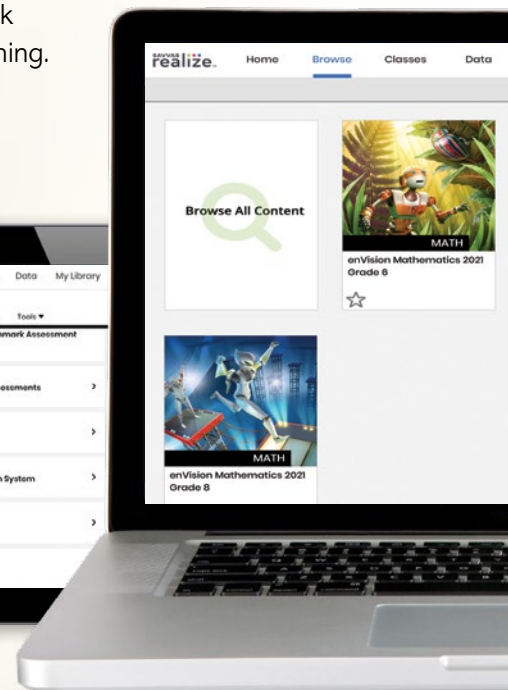 k
ning.
SAVVAS
realize.
Home Browse Classes Data
Browse All Content
MATH
enVision Mathematics 2021
Grade 6
MATH
enVision Mathematics 2021
Grade 8
Data My Library
Tools ▼
hmark Assessment
essments
n System